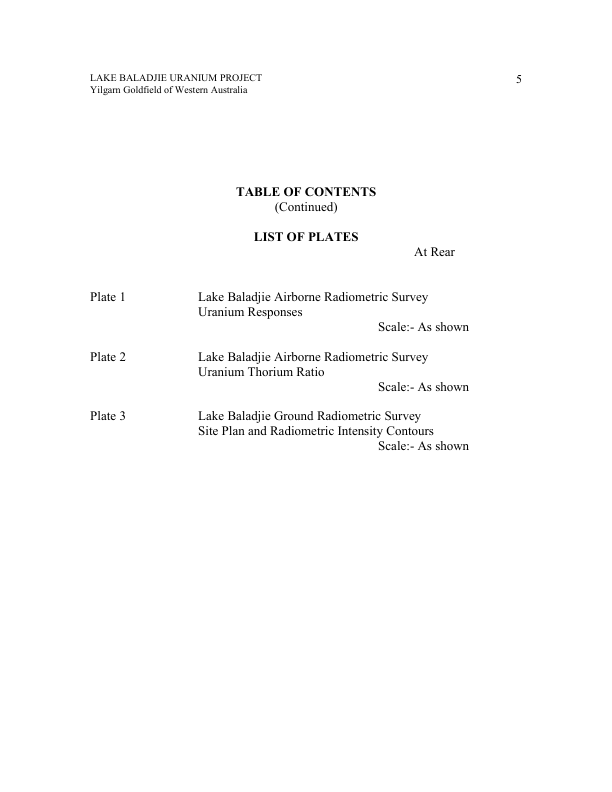 LAKE BALADJIE URANIUM PROJECT 5
Yilgarn Goldfield of Western Australia
TABLE OF CONTENTS
(Continued)
LIST OF PLATES
At Rear
Plate 1 Lake Baladjie Airborne Radiometric Survey
Uranium Responses
Scale:- As shown
Plate 2 Lake Baladjie Airborne Radiometric Survey
Uranium Thorium Ratio
Scale:- As shown
Plate 3 Lake Baladjie Ground Radiometric Survey
Site Plan and Radiometric Intensity Contours
Scale:- As shown